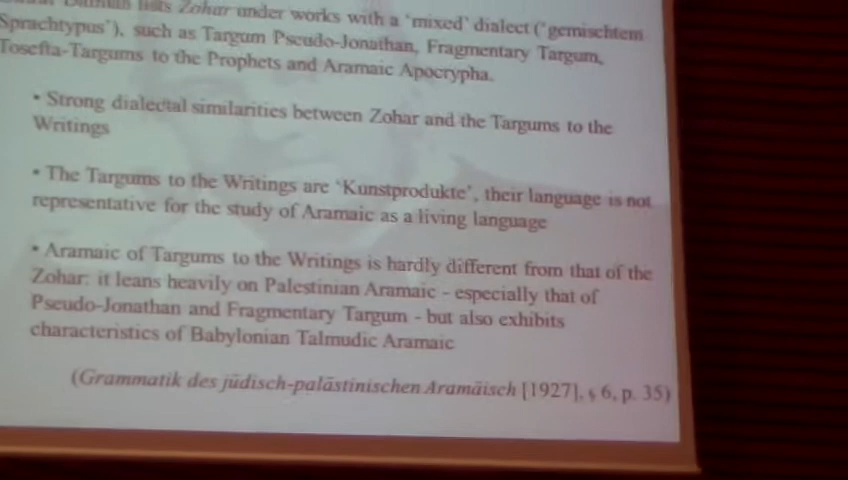 lists Zohar under works with a 'mixed' dialect ('gemischtem
Sprachtypus'), such as Targum Pseudo-Jonathan, Fragmentary Targum,
Tosefta-Targums to the Prophets and Aramaic Apocrypha.
• Strong dialectal similarities between Zohar and the Targums to the
Writings
• The Targums to the Writings are 'Kunstprodukte', their language is not
representative for the study of Aramaic as a living language
• Aramaic of Targums to the Writings is hardly different from that of the
Zohar: it leans heavily on Palestinian Aramaic - especially that of
Pseudo-Jonathan and Fragmentary Targum - but also exhibits
characteristics of Babylonian Talmudic Aramaic
(Grammatik des jüdisch-palästinischen Aramäisch [1927], § 6, p. 35)